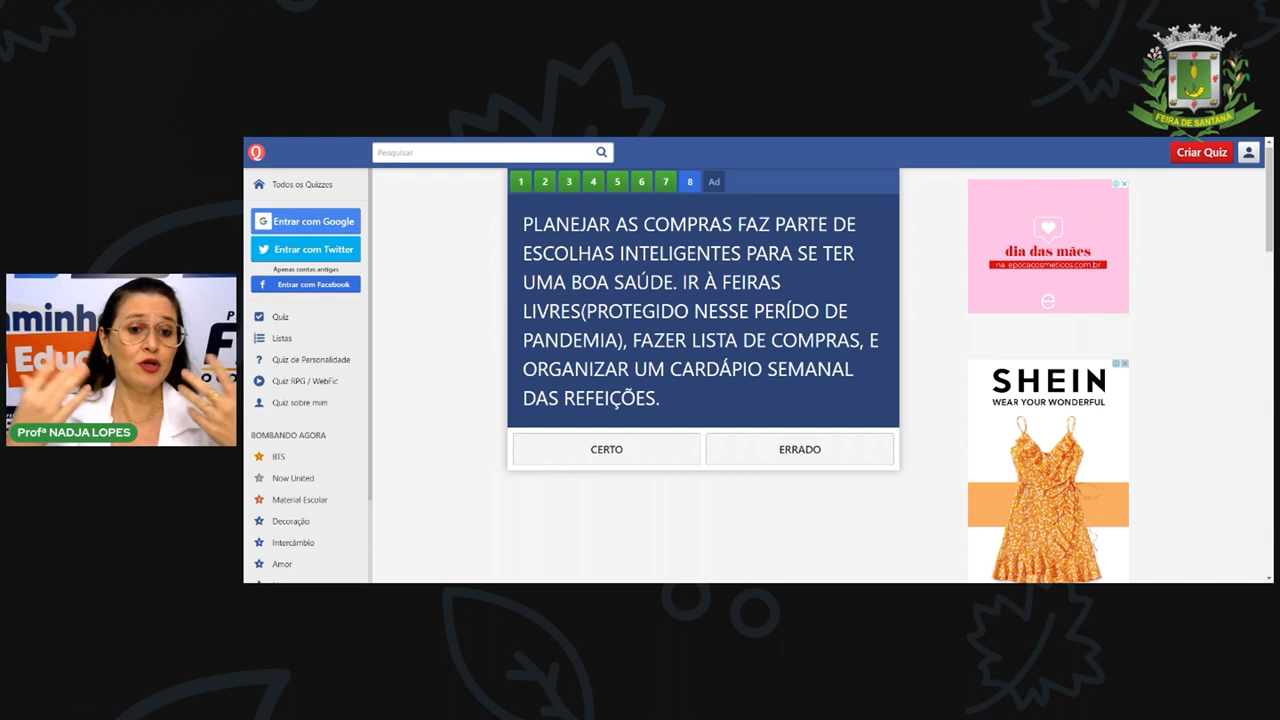 FEIRA DE SANTANA
Q
Pesquisar
Criar Quiz
Todos os Quizzes
G Entrar com Google
Entrar com Twitter
Apenas contas antigas
f Entrar com Facebook
Quiz
Listas
? Quiz de Personalidade
Quiz RPG / WebFic
Quiz sobre mim
BOMBANDO AGORA
BTS
Now United
Material Escolar
Decoração
Intercâmbio
Amor
1 2 3 4 5 6 7 8 Ad
PLANEJAR AS COMPRAS FAZ PARTE DE
ESCOLHAS INTELIGENTES PARA SE TER
UMA BOA SAÚDE. IR À FEIRAS
LIVRES(PROTEGIDO NESSE PERÍDO DE
PANDEMIA), FAZER LISTA DE COMPRAS, E
ORGANIZAR UM CARDÁPIO SEMANAL
DAS REFEIÇÕES.
CERTO
ERRADO
dia das mães
na epocacosmeticos.com.br
e
SHEIN
WEAR YOUR WONDERFUL
aminh
Educ
Profª NADJA LOPES